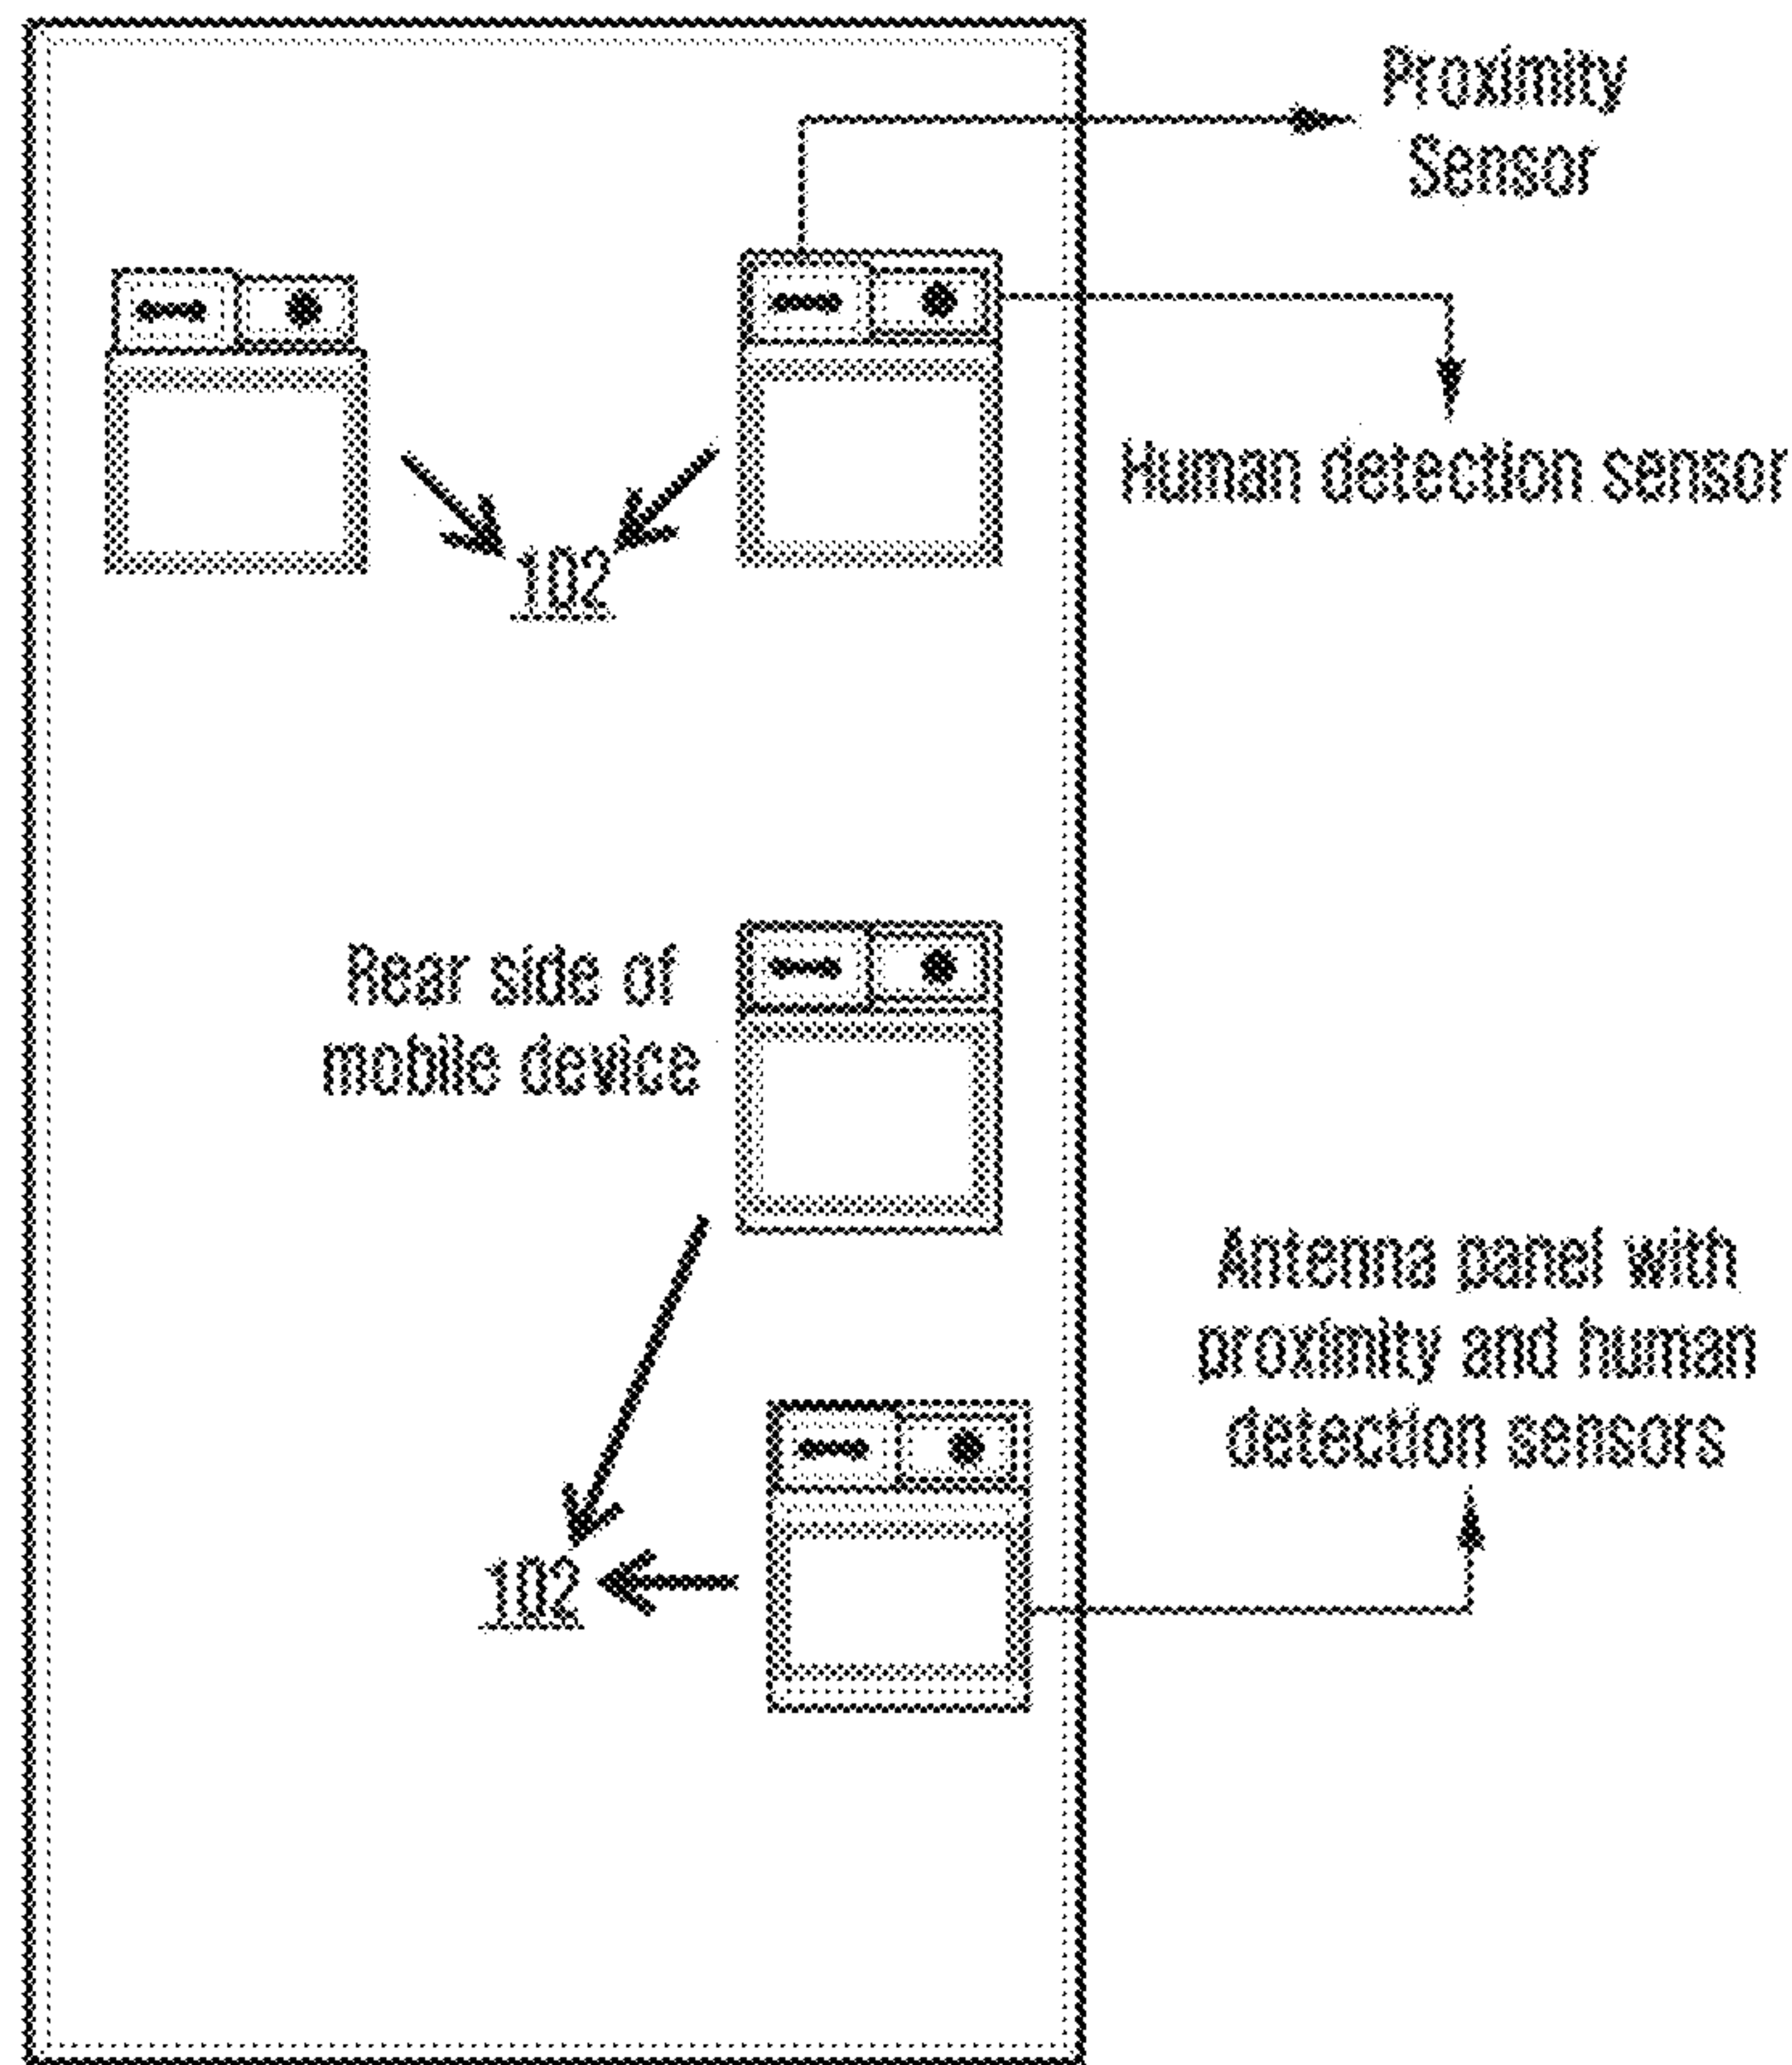 Proximity
Sensor
Human detection sensor
102
Rear side of
mobile device
Antenna panel with
proximity and human
detection sensors
102